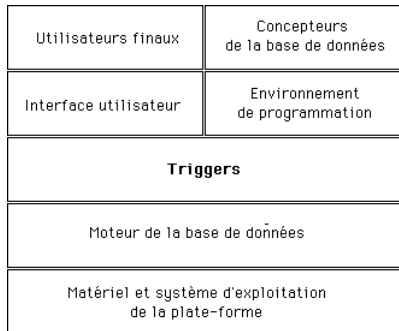 Utilisateurs finaux
Concepteurs
de la base de données
Interface utilisateur
Environnement
de programmation
Triggers
Moteur de la base de données
Matériel et système d'exploitation
de la plate-forme